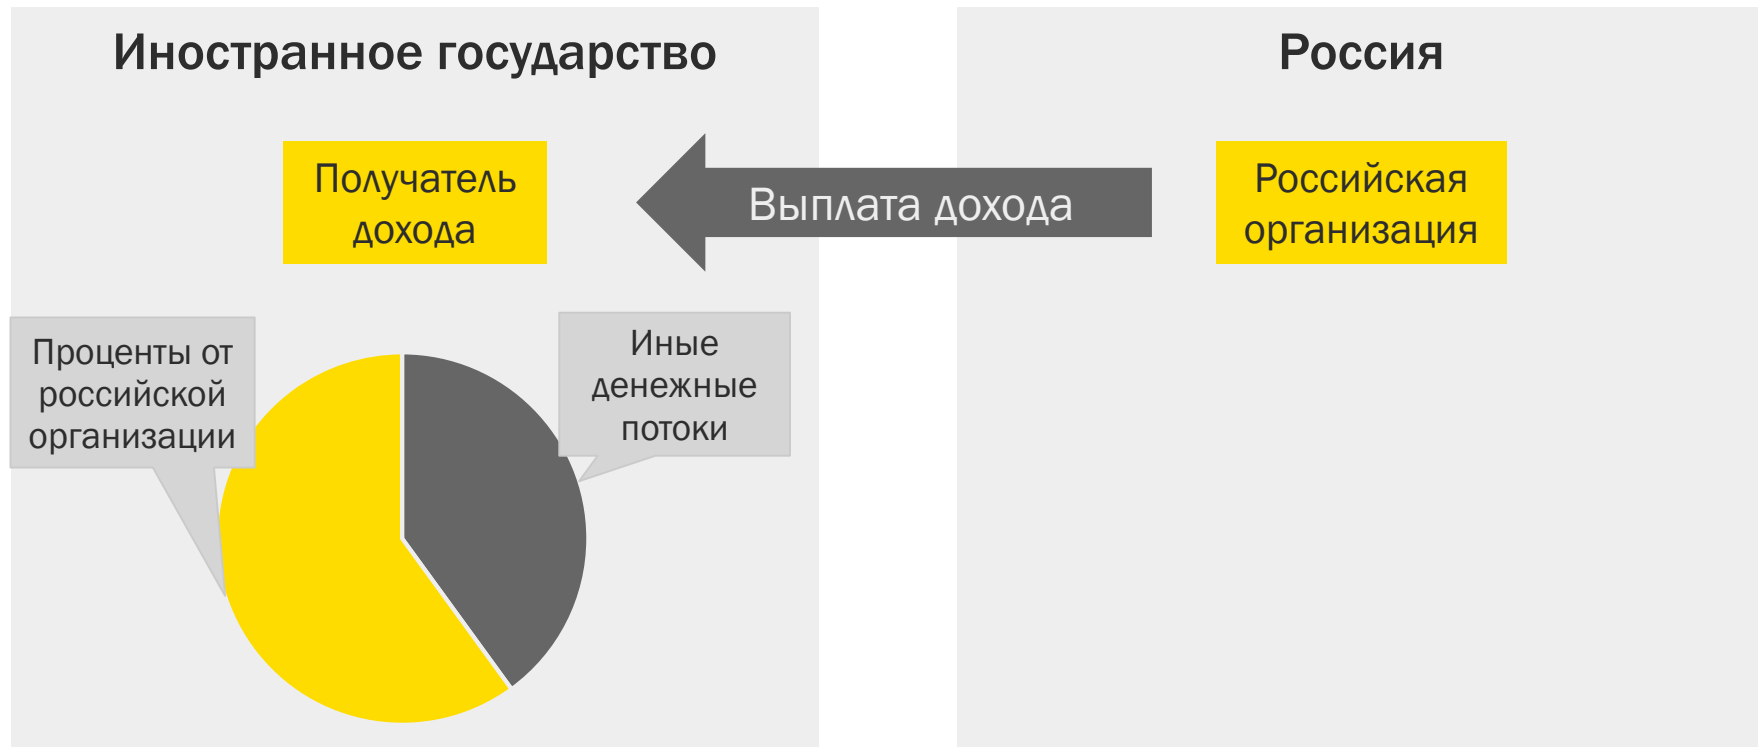 Иностранное государство
Россия
Получатель
дохода
Выплата дохода
Российская
организация
Проценты от
российской
организации
Иные
денежные
потоки